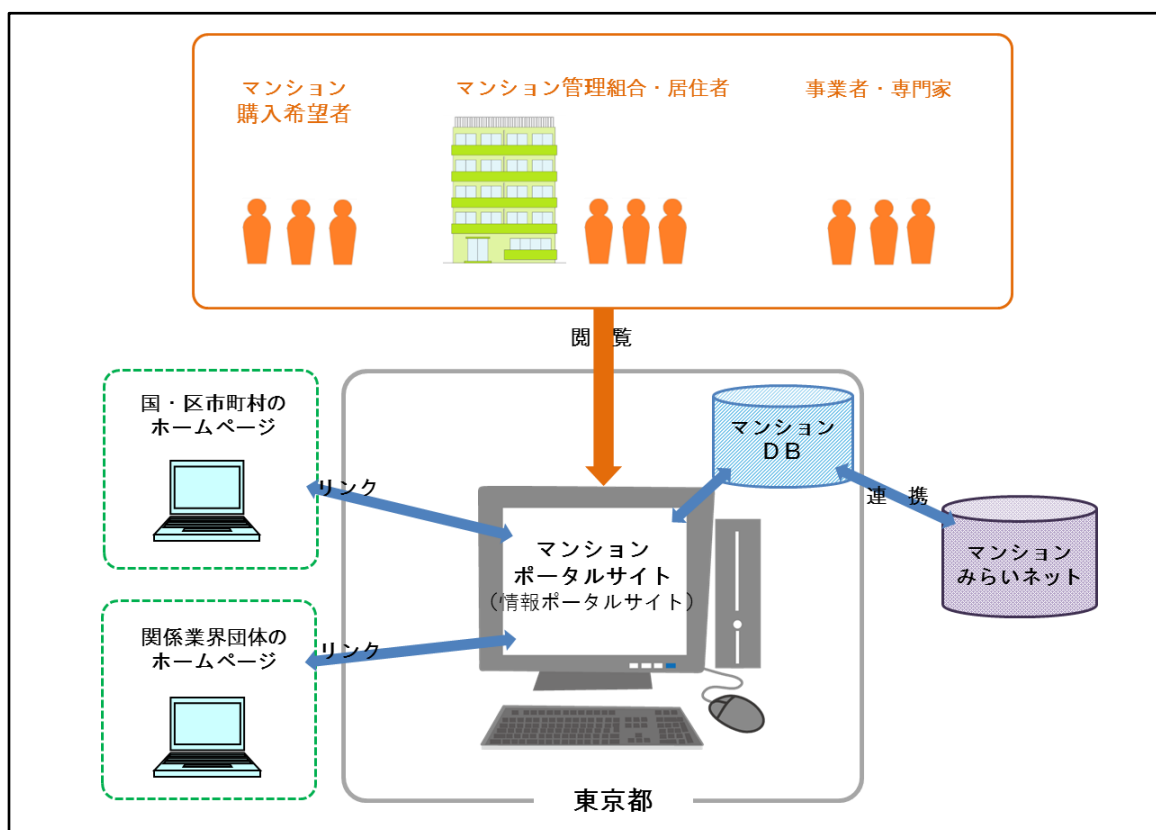 マンション
購入希望者
マンション管理組合・居住者
事業者・専門家
閲覧
国・区市町村の
ホームページ
リンク
マンション
ＤＢ
連　携
マンション
みらいネット
マンション
ポータルサイト
（情報ポータルサイト）
関係業界団体の
ホームページ
リンク
東京都